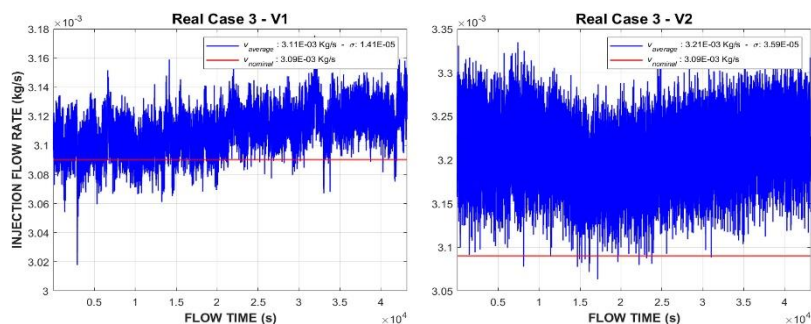 Real Case 3 - V1
×10⁻³
v_average : 3.11E-03 Kg/s - σ: 1.41E-05
v_nominal : 3.09E-03 Kg/s
INJECTION FLOW RATE (kg/s)
3.18
3.16
3.14
3.12
3.1
3.08
3.06
3.04
3.02
3
0.5 1 1.5 2 2.5 3 3.5 4
×10⁴
FLOW TIME (s)
Real Case 3 - V2
×10⁻³
v_average : 3.21E-03 Kg/s - σ: 3.59E-05
v_nominal : 3.09E-03 Kg/s
3.35
3.3
3.25
3.2
3.15
3.1
3.05
0.5 1 1.5 2 2.5 3 3.5 4
×10⁴
FLOW TIME (s)